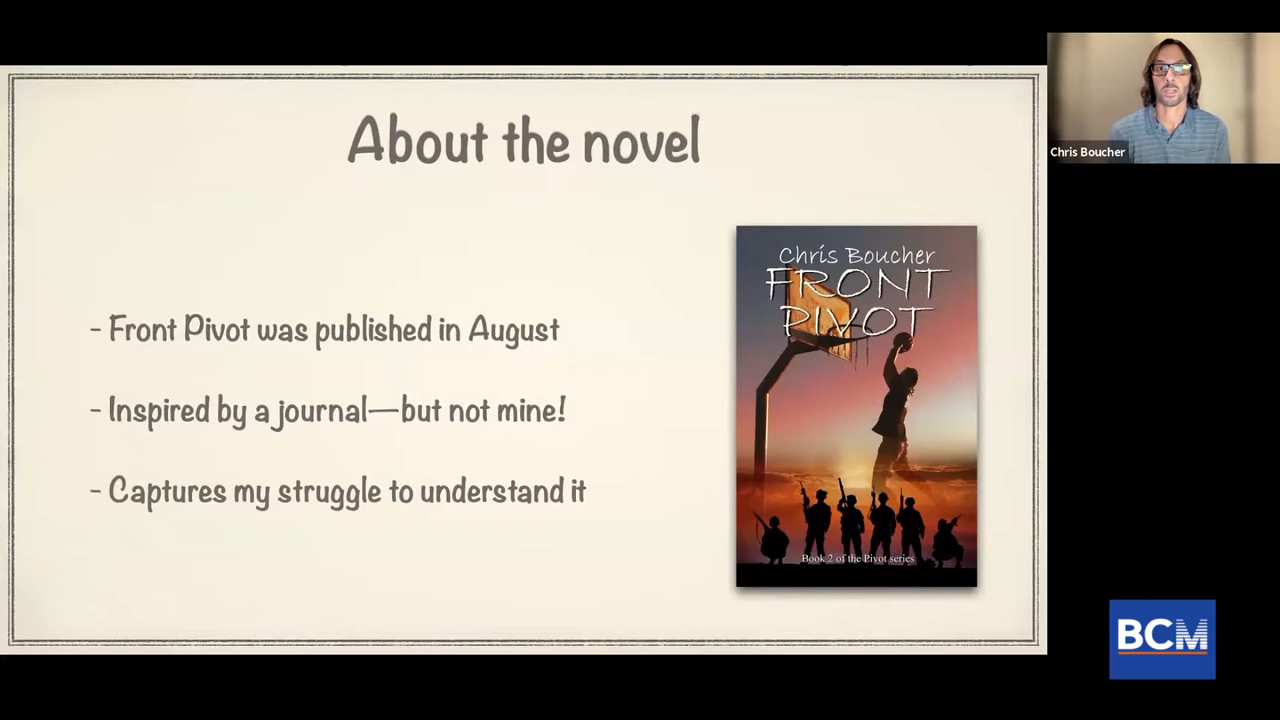 About the novel
- Front Pivot was published in August
- Inspired by a journal—but not mine!
- Captures my struggle to understand it
Chris Boucher
FRONT
PIVOT
Book 2 of the Pivot series
Chris Boucher
BCM